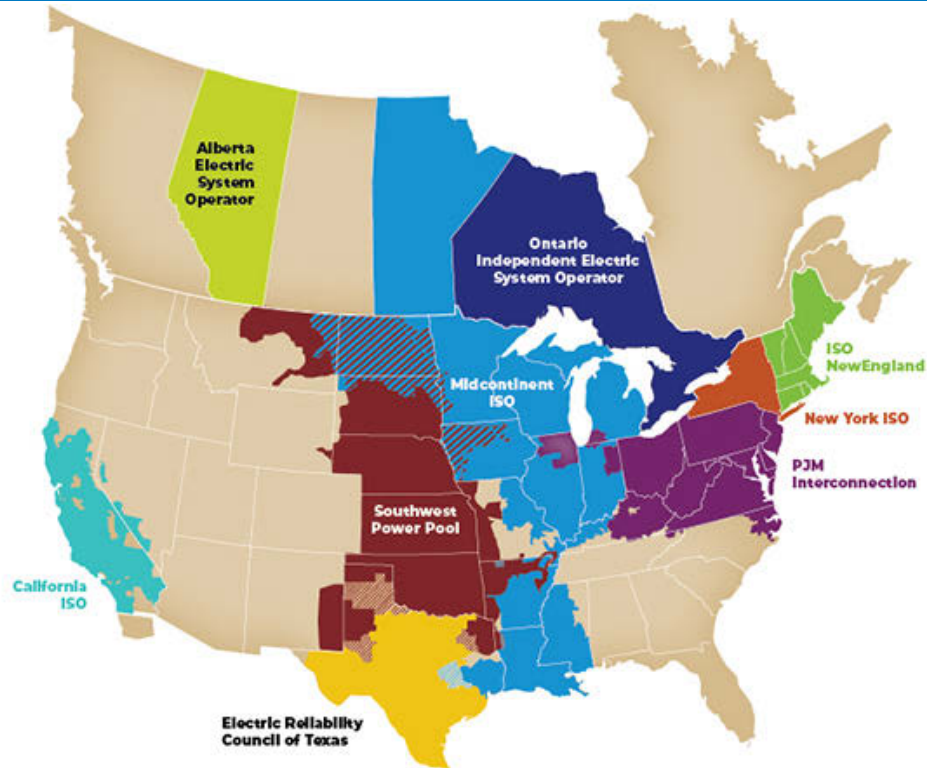 Alberta
Electric
System
Operator
Ontario
Independent Electric
System Operator
Midcontinent
ISO
ISO
NewEngland
New York ISO
PJM
Interconnection
Southwest
Power Pool
California
ISO
Electric Reliability
Council of Texas